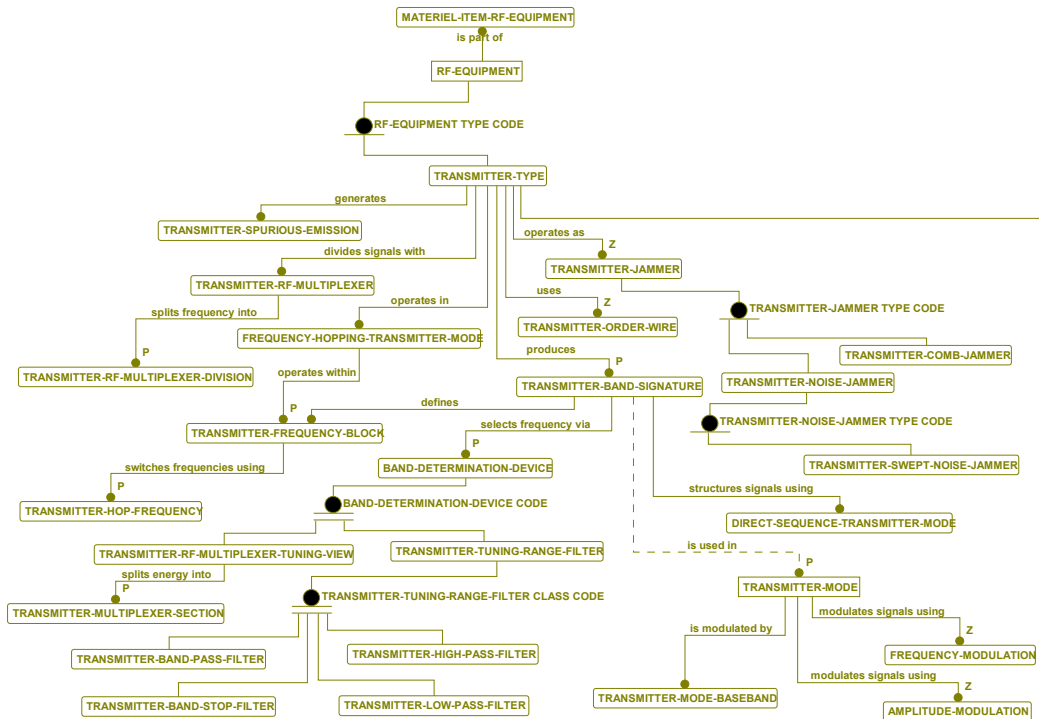 MATERIEL-ITEM-RF-EQUIPMENT
is part of
RF-EQUIPMENT
RF-EQUIPMENT TYPE CODE
TRANSMITTER-TYPE
generates
TRANSMITTER-SPURIOUS-EMISSION
operates as
Z
divides signals with
TRANSMITTER-JAMMER
TRANSMITTER-RF-MULTIPLEXER
uses
operates in
Z
splits frequency into
TRANSMITTER-JAMMER TYPE CODE
TRANSMITTER-ORDER-WIRE
FREQUENCY-HOPPING-TRANSMITTER-MODE
P
produces
P
TRANSMITTER-COMB-JAMMER
TRANSMITTER-RF-MULTIPLEXER-DIVISION
operates within
TRANSMITTER-BAND-SIGNATURE
TRANSMITTER-NOISE-JAMMER
defines
P
TRANSMITTER-NOISE-JAMMER TYPE CODE
selects frequency via
TRANSMITTER-FREQUENCY-BLOCK
P
switches frequencies using
BAND-DETERMINATION-DEVICE
TRANSMITTER-SWEPT-NOISE-JAMMER
P
structures signals using
BAND-DETERMINATION-DEVICE CODE
TRANSMITTER-HOP-FREQUENCY
DIRECT-SEQUENCE-TRANSMITTER-MODE
is used in
TRANSMITTER-RF-MULTIPLEXER-TUNING-VIEW
TRANSMITTER-TUNING-RANGE-FILTER
P
splits energy into
P
TRANSMITTER-MODE
TRANSMITTER-TUNING-RANGE-FILTER CLASS CODE
TRANSMITTER-MULTIPLEXER-SECTION
modulates signals using
is modulated by
Z
TRANSMITTER-HIGH-PASS-FILTER
FREQUENCY-MODULATION
TRANSMITTER-BAND-PASS-FILTER
modulates signals using
Z
TRANSMITTER-MODE-BASEBAND
TRANSMITTER-BAND-STOP-FILTER
TRANSMITTER-LOW-PASS-FILTER
AMPLITUDE-MODULATION